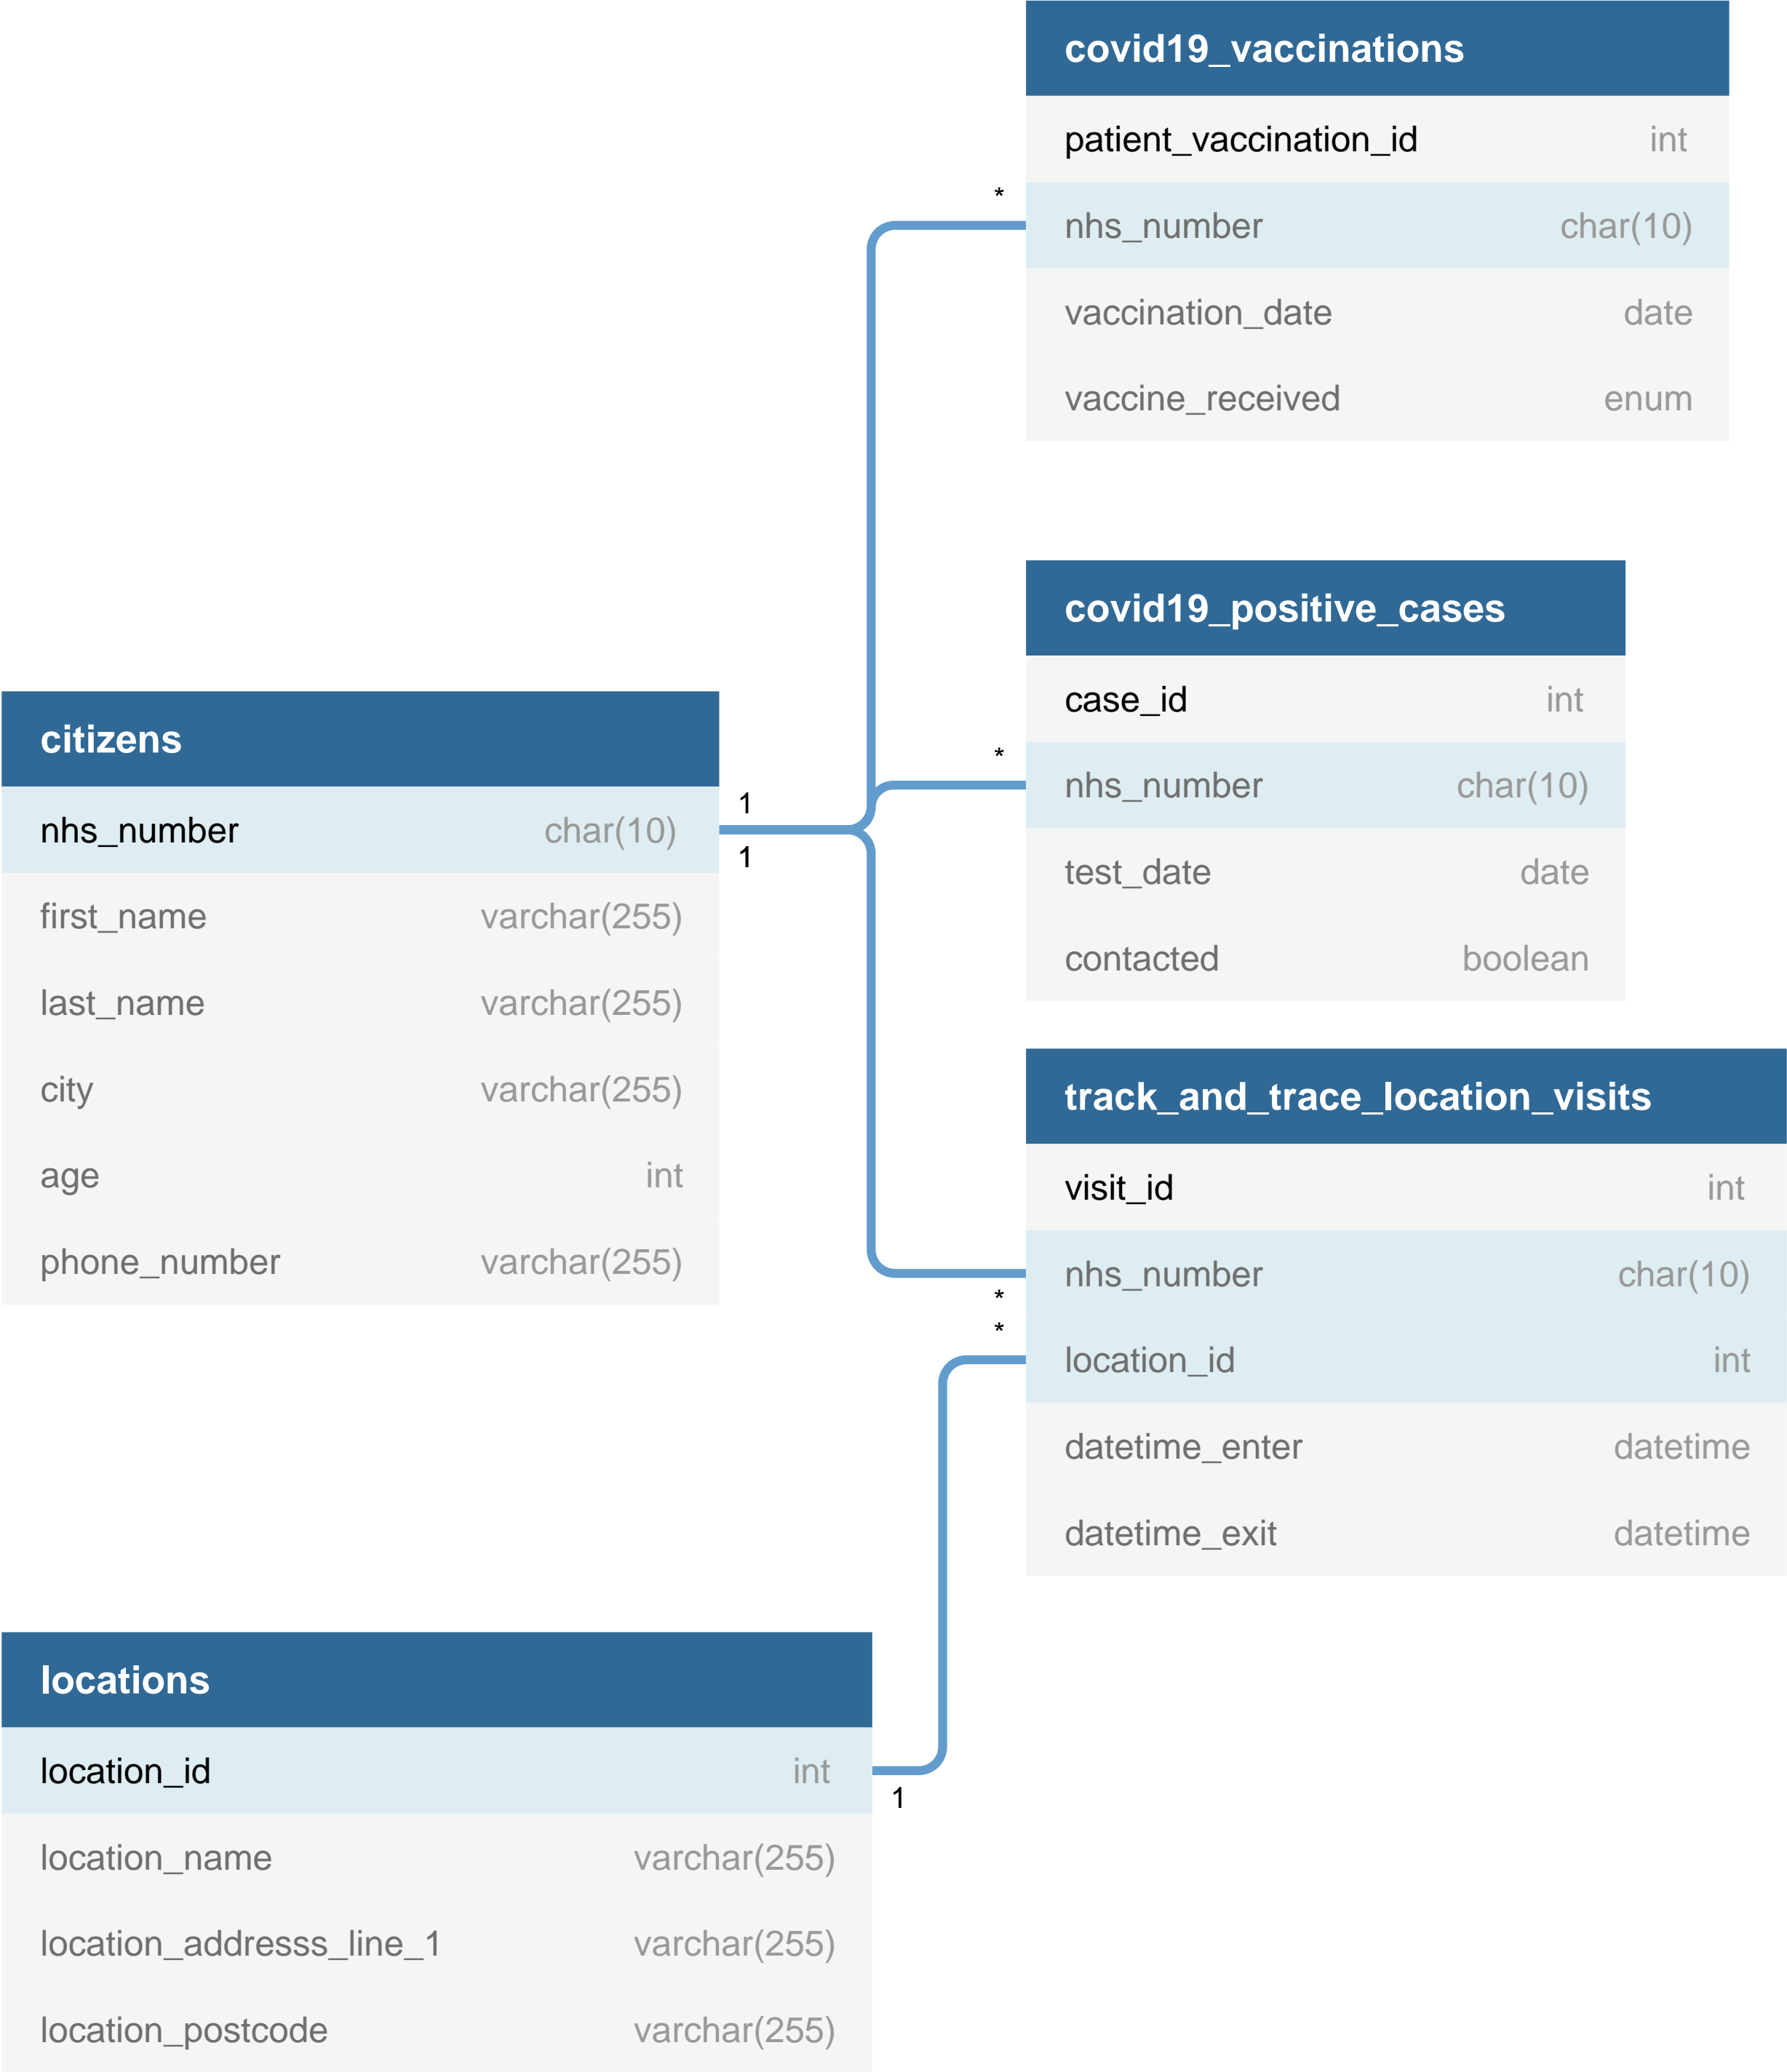 covid19_vaccinations
patient_vaccination_id int
nhs_number char(10)
vaccination_date date
vaccine_received enum
*
covid19_positive_cases
case_id int
nhs_number char(10)
test_date date
contacted boolean
*
citizens
nhs_number char(10)
first_name varchar(255)
last_name varchar(255)
city varchar(255)
age int
phone_number varchar(255)
1
1
track_and_trace_location_visits
visit_id int
nhs_number char(10)
location_id int
datetime_enter datetime
datetime_exit datetime
*
*
locations
location_id int
location_name varchar(255)
location_addresss_line_1 varchar(255)
location_postcode varchar(255)
1